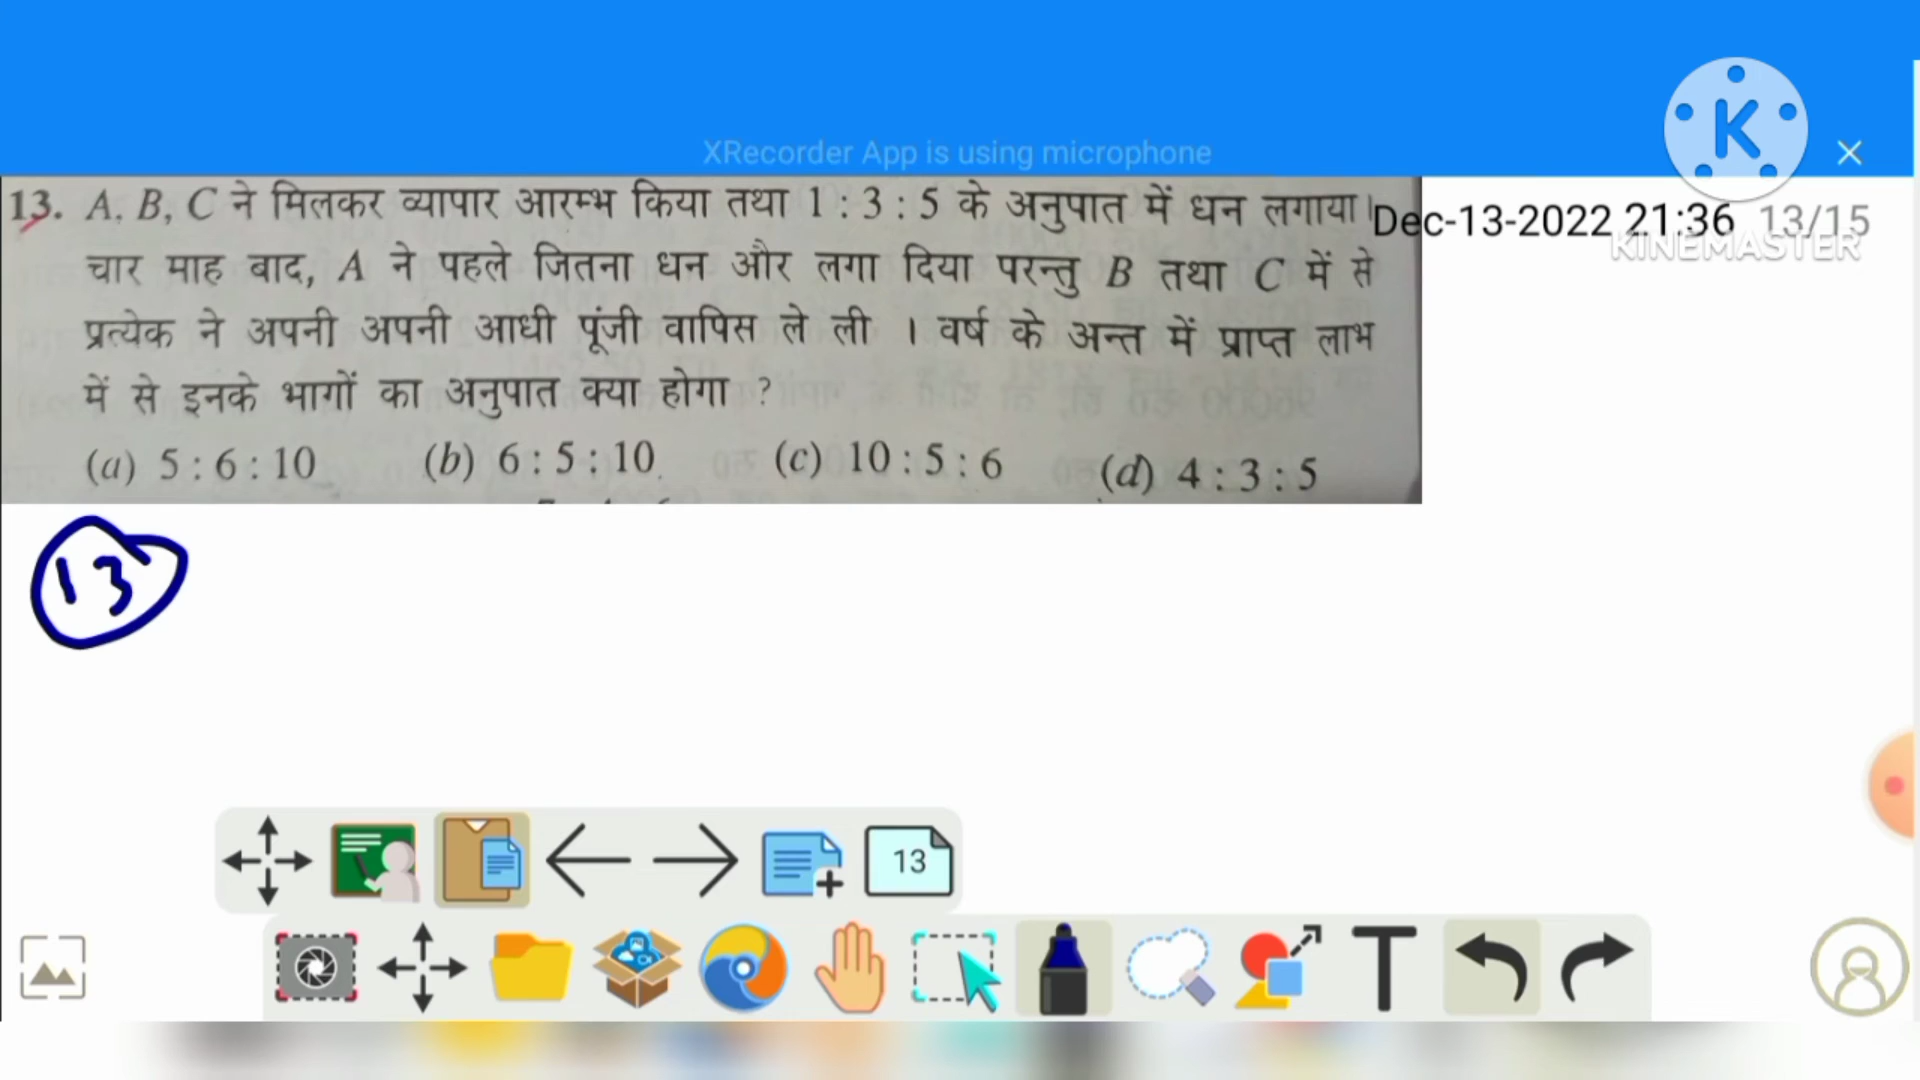 XRecorder App is using microphone
13. A, B, C ने मिलकर व्यापार आरम्भ किया तथा 1 : 3 : 5 के अनुपात में धन लगाया।
Dec-13-2022 21:36 13/15
KINEMASTER
चार माह बाद, A ने पहले जितना धन और लगा दिया परन्तु B तथा C में से
प्रत्येक ने अपनी अपनी आधी पूंजी वापिस ले ली । वर्ष के अन्त में प्राप्त लाभ
में से इनके भागों का अनुपात क्या होगा ?
(a) 5 : 6 : 10 (b) 6 : 5 : 10 (c) 10 : 5 : 6 (d) 4 : 3 : 5
13
13
T